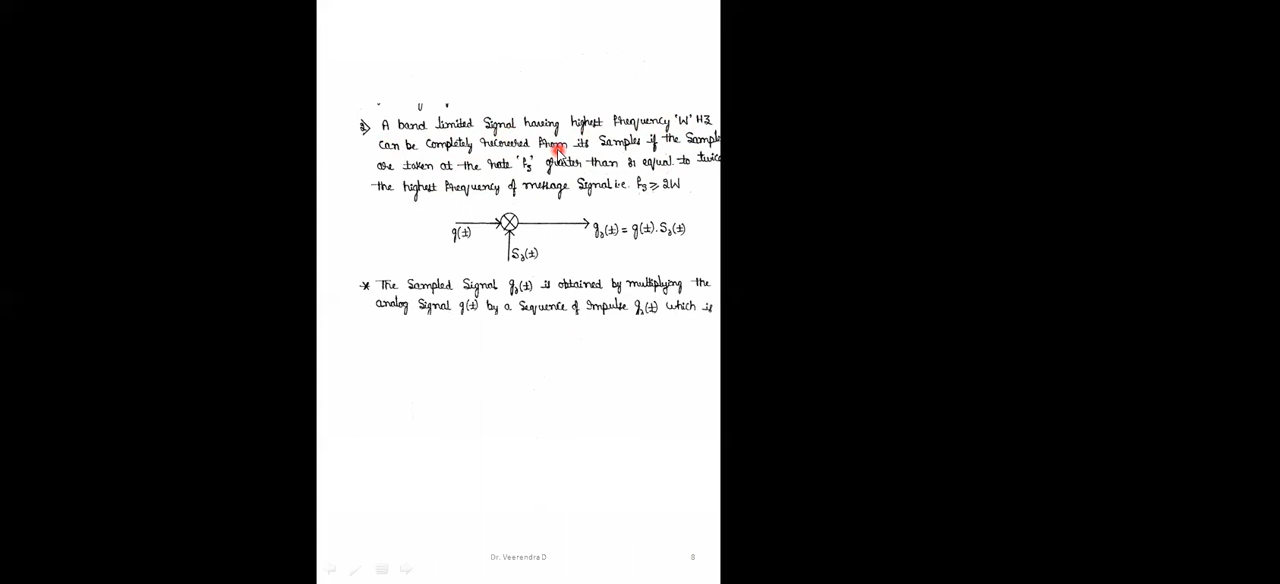 2> A band limited Signal having highest frequency 'W' HZ
can be completely recovered from its Samples if the Sample
are taken at the rate 'fs' greater than or equal to twice
the highest frequency of message Signal i.e. fs ≥ 2W
g(t)
gδ(t) = g(t). Sδ(t)
Sδ(t)
* The Sampled Signal gδ(t) is obtained by multiplying the
analog Signal g(t) by a Sequence of Impulse gδ(t) which is
Dr. Veerendra D 8